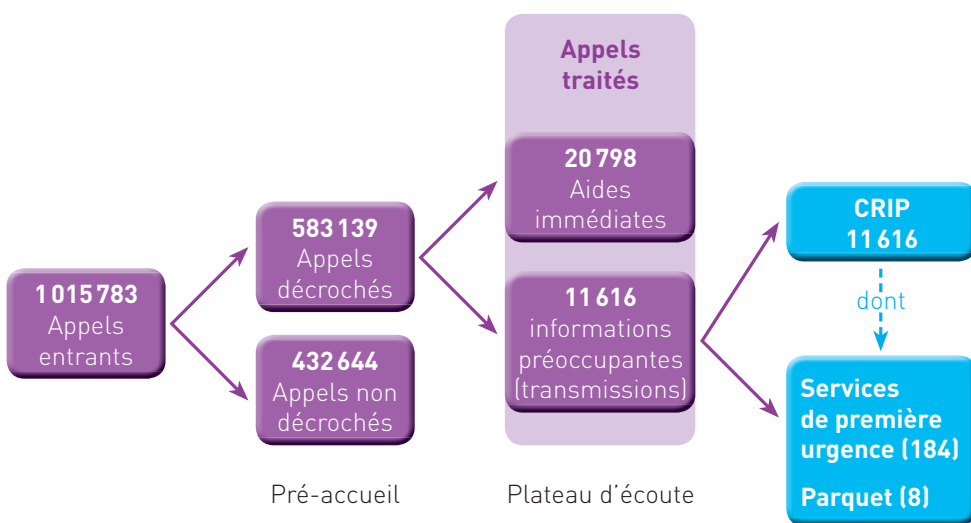 Appels
traités
20 798
Aides
immédiates
CRIP
11 616
583 139
Appels
décrochés
1 015 783
Appels
entrants
11 616
informations
préoccupantes
(transmissions)
dont
432 644
Appels non
décrochés
Services
de première
urgence (184)
Parquet (8)
Pré-accueil
Plateau d'écoute